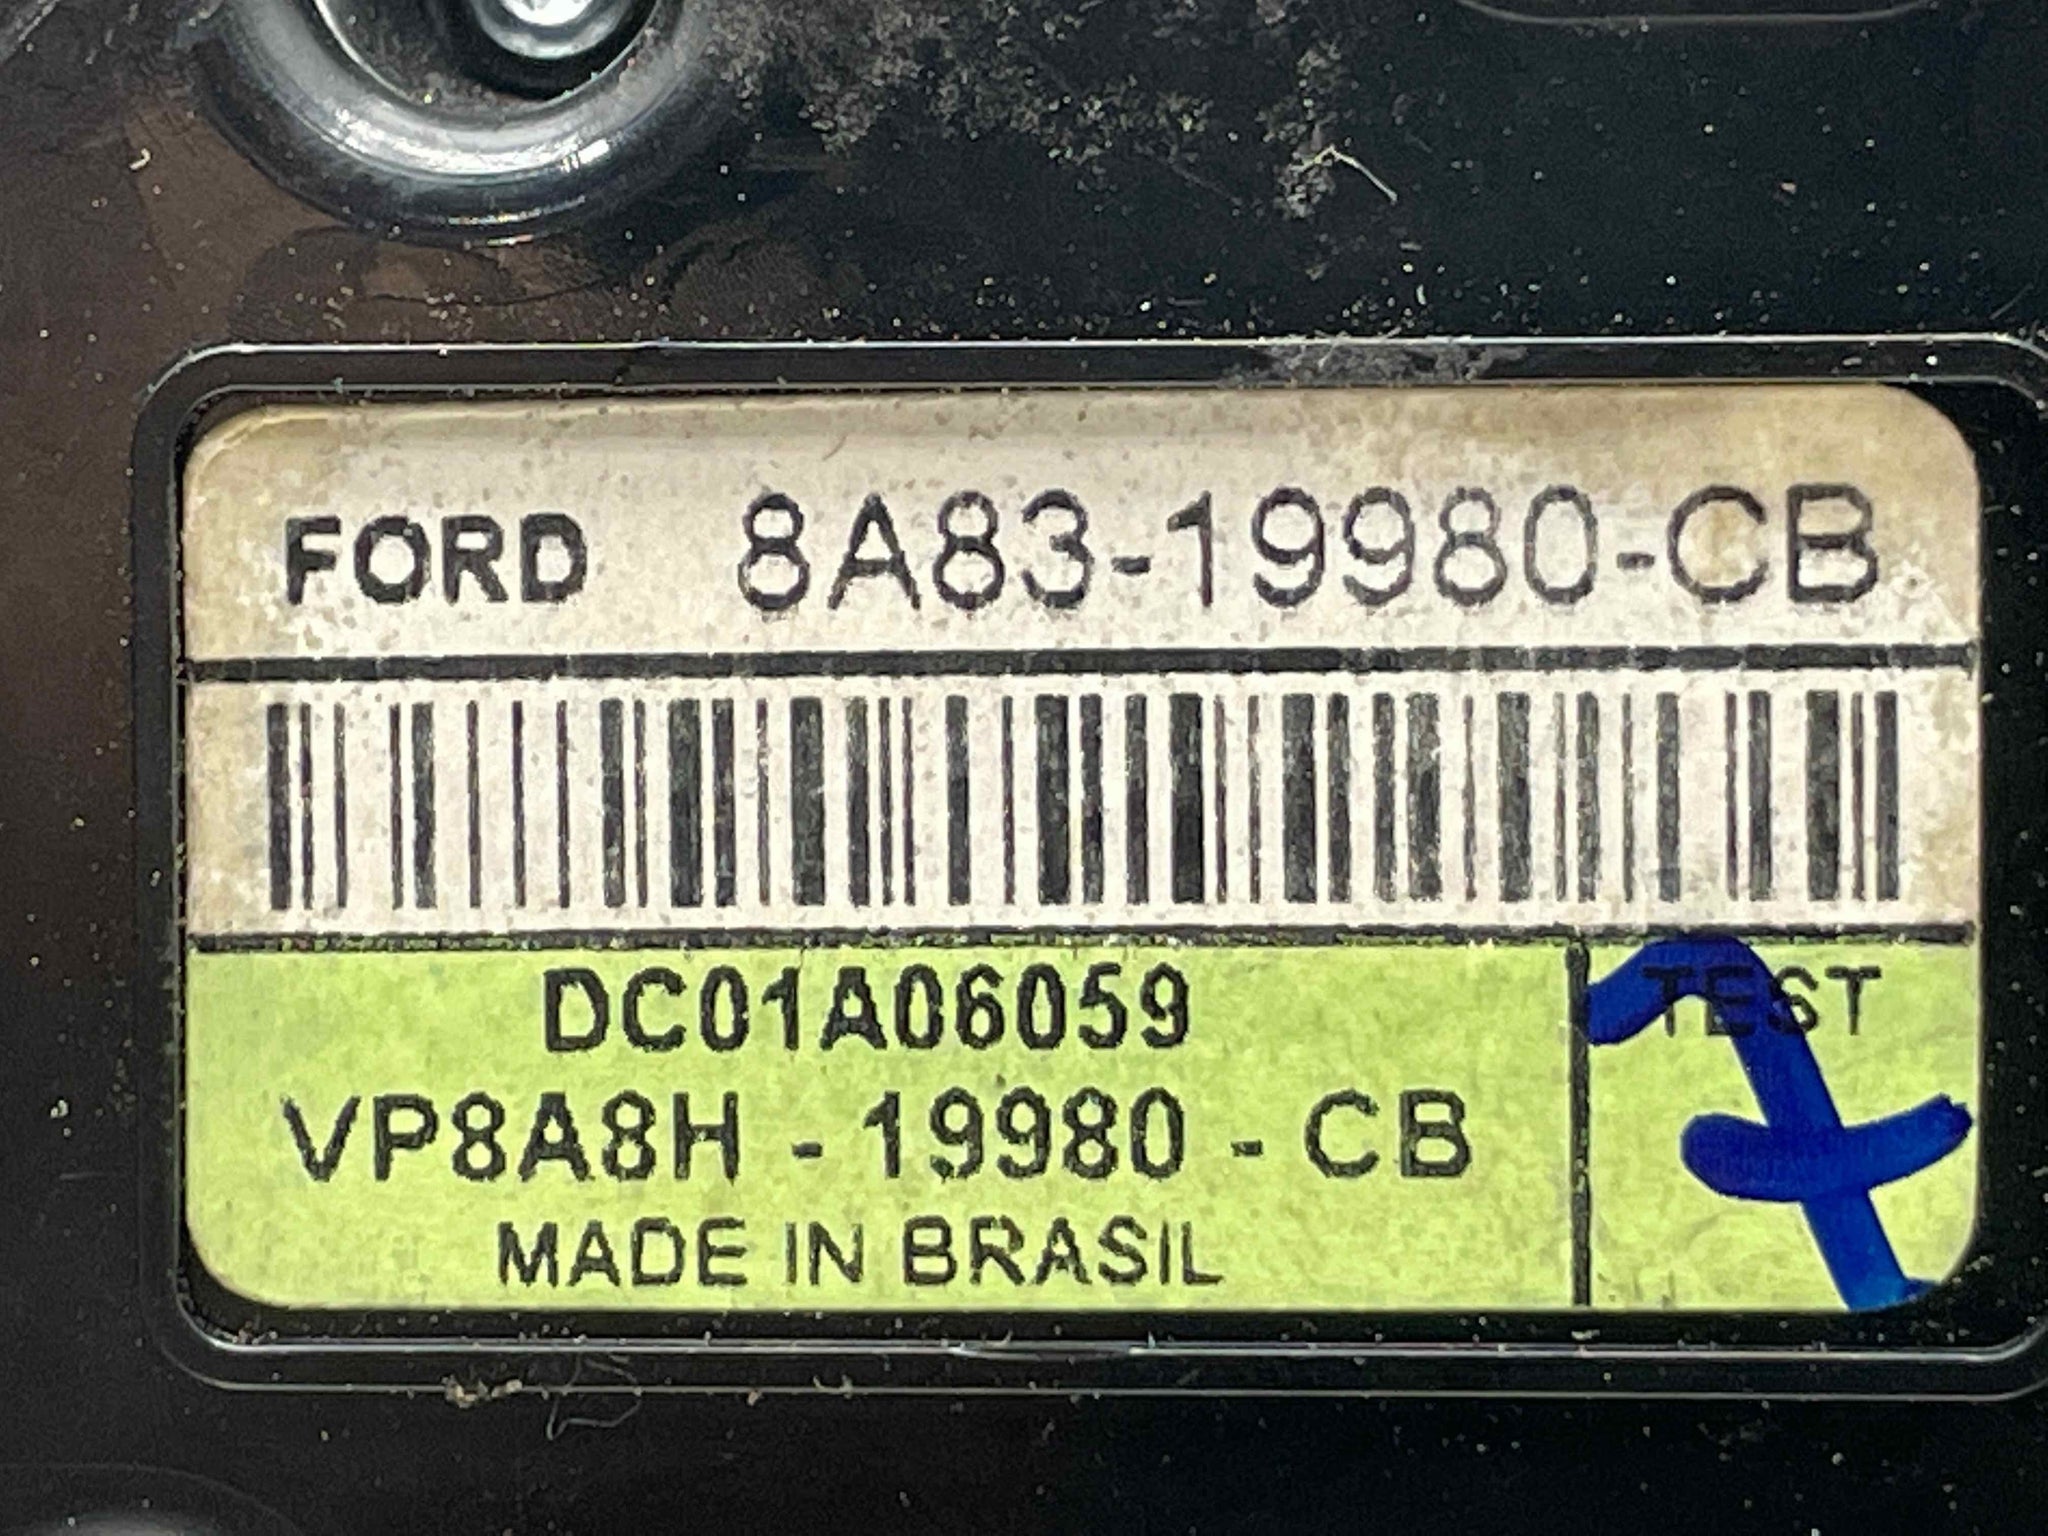 FORD 8A83-19980-CB
DC01A06059
TEST
VP8A8H - 19980 - CB
MADE IN BRASIL